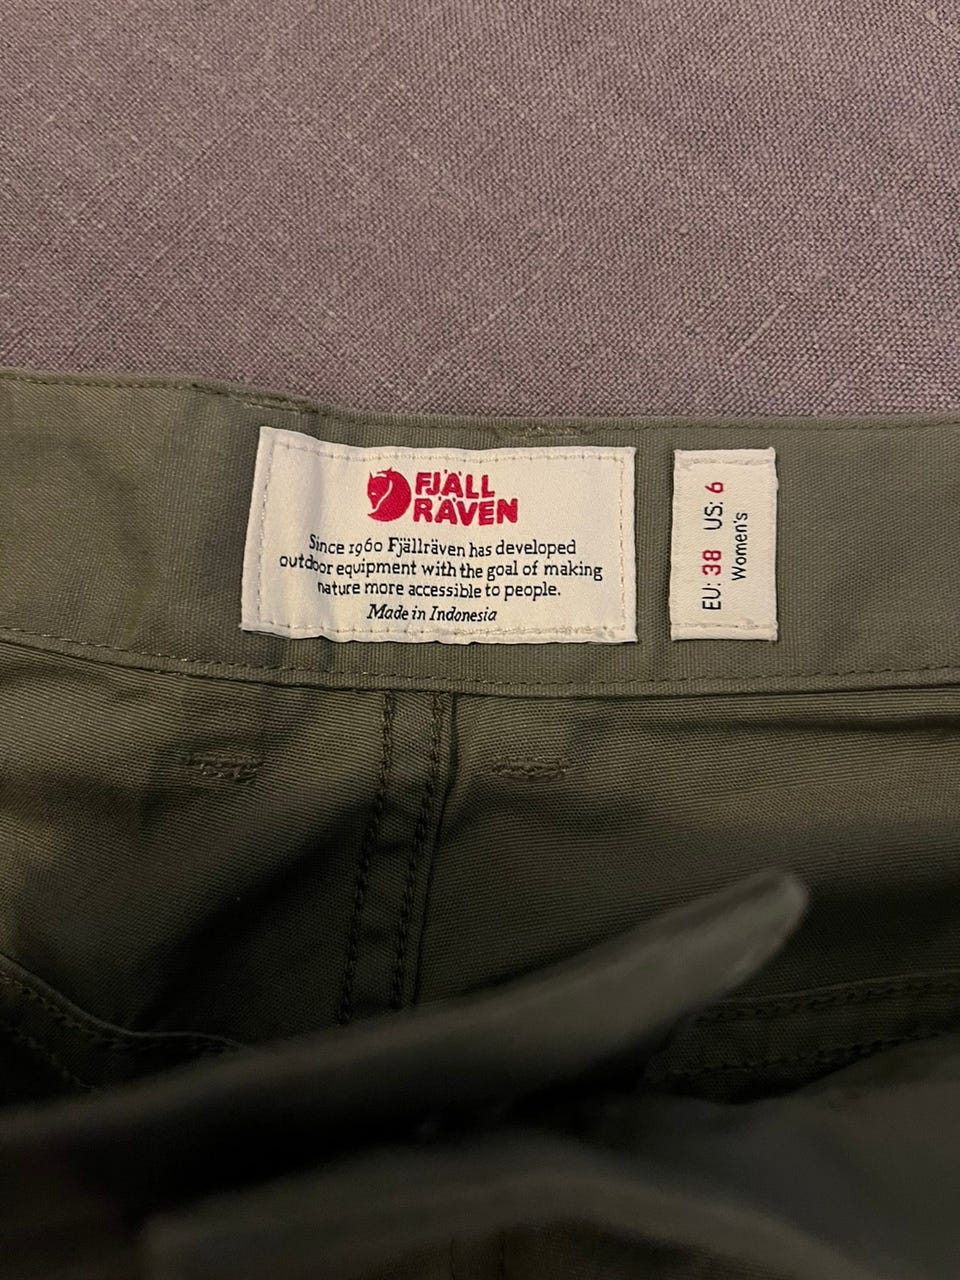 FJÄLL
RÄVEN
Since 1960 Fjällräven has developed
outdoor equipment with the goal of making
nature more accessible to people.
Made in Indonesia
EU: 38 US: 6
Women's